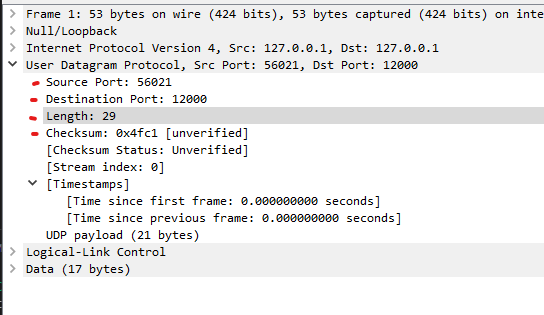 Frame 1: 53 bytes on wire (424 bits), 53 bytes captured (424 bits) on inte
Null/Loopback
Internet Protocol Version 4, Src: 127.0.0.1, Dst: 127.0.0.1
User Datagram Protocol, Src Port: 56021, Dst Port: 12000
Source Port: 56021
Destination Port: 12000
Length: 29
Checksum: 0x4fc1 [unverified]
[Checksum Status: Unverified]
[Stream index: 0]
[Timestamps]
[Time since first frame: 0.000000000 seconds]
[Time since previous frame: 0.000000000 seconds]
UDP payload (21 bytes)
Logical-Link Control
Data (17 bytes)